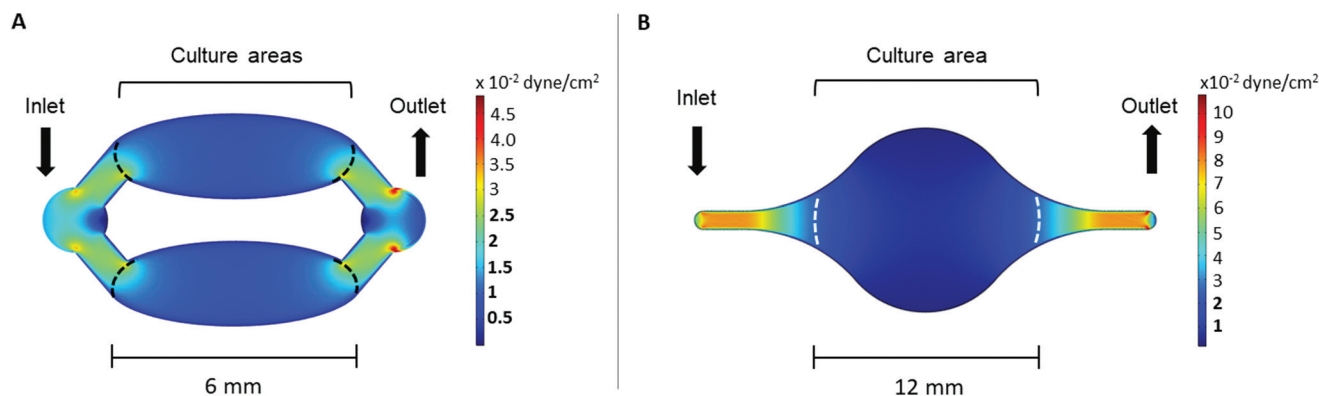 A
Culture areas
Inlet
Outlet
x 10-2 dyne/cm2
4.5
4.0
3.5
3
2.5
2
1.5
1
0.5
6 mm
B
Culture area
Inlet
Outlet
x10-2 dyne/cm2
10
9
8
7
6
5
4
3
2
1
12 mm